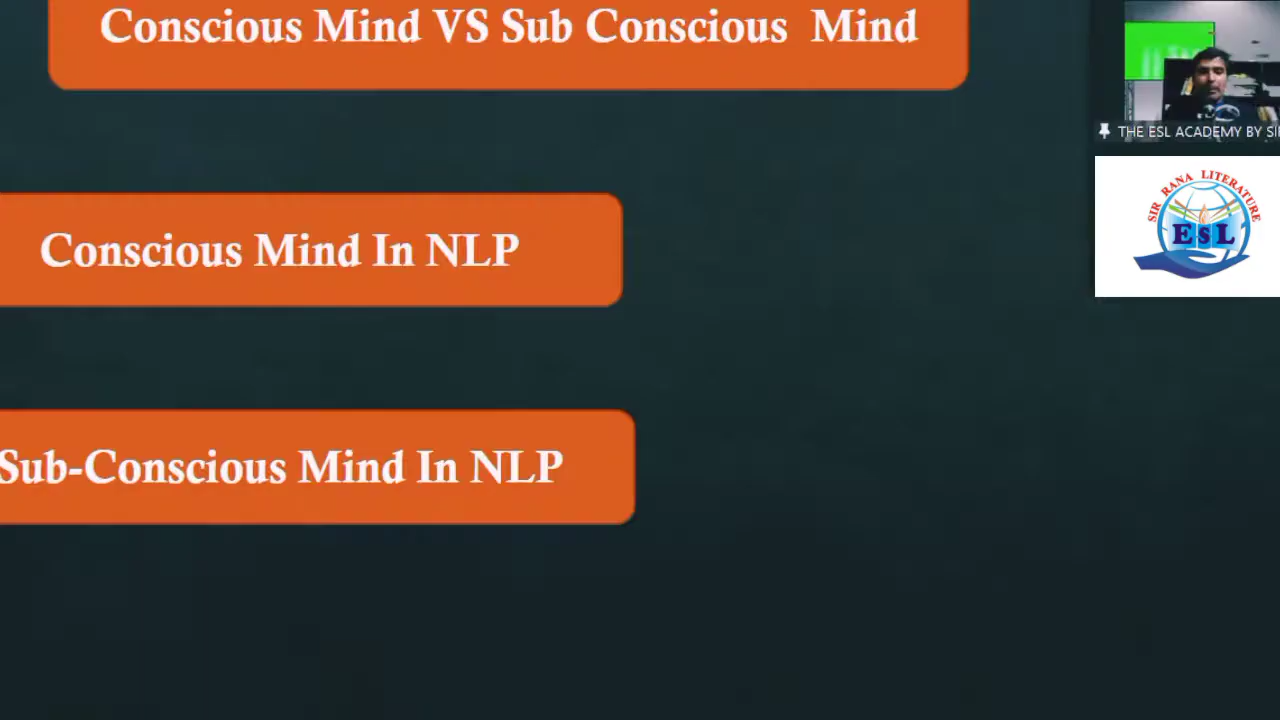 Conscious Mind VS Sub Conscious Mind
THE ESL ACADEMY BY
SIR RANA LITERATURE
ESL
Conscious Mind In NLP
Sub-Conscious Mind In NLP